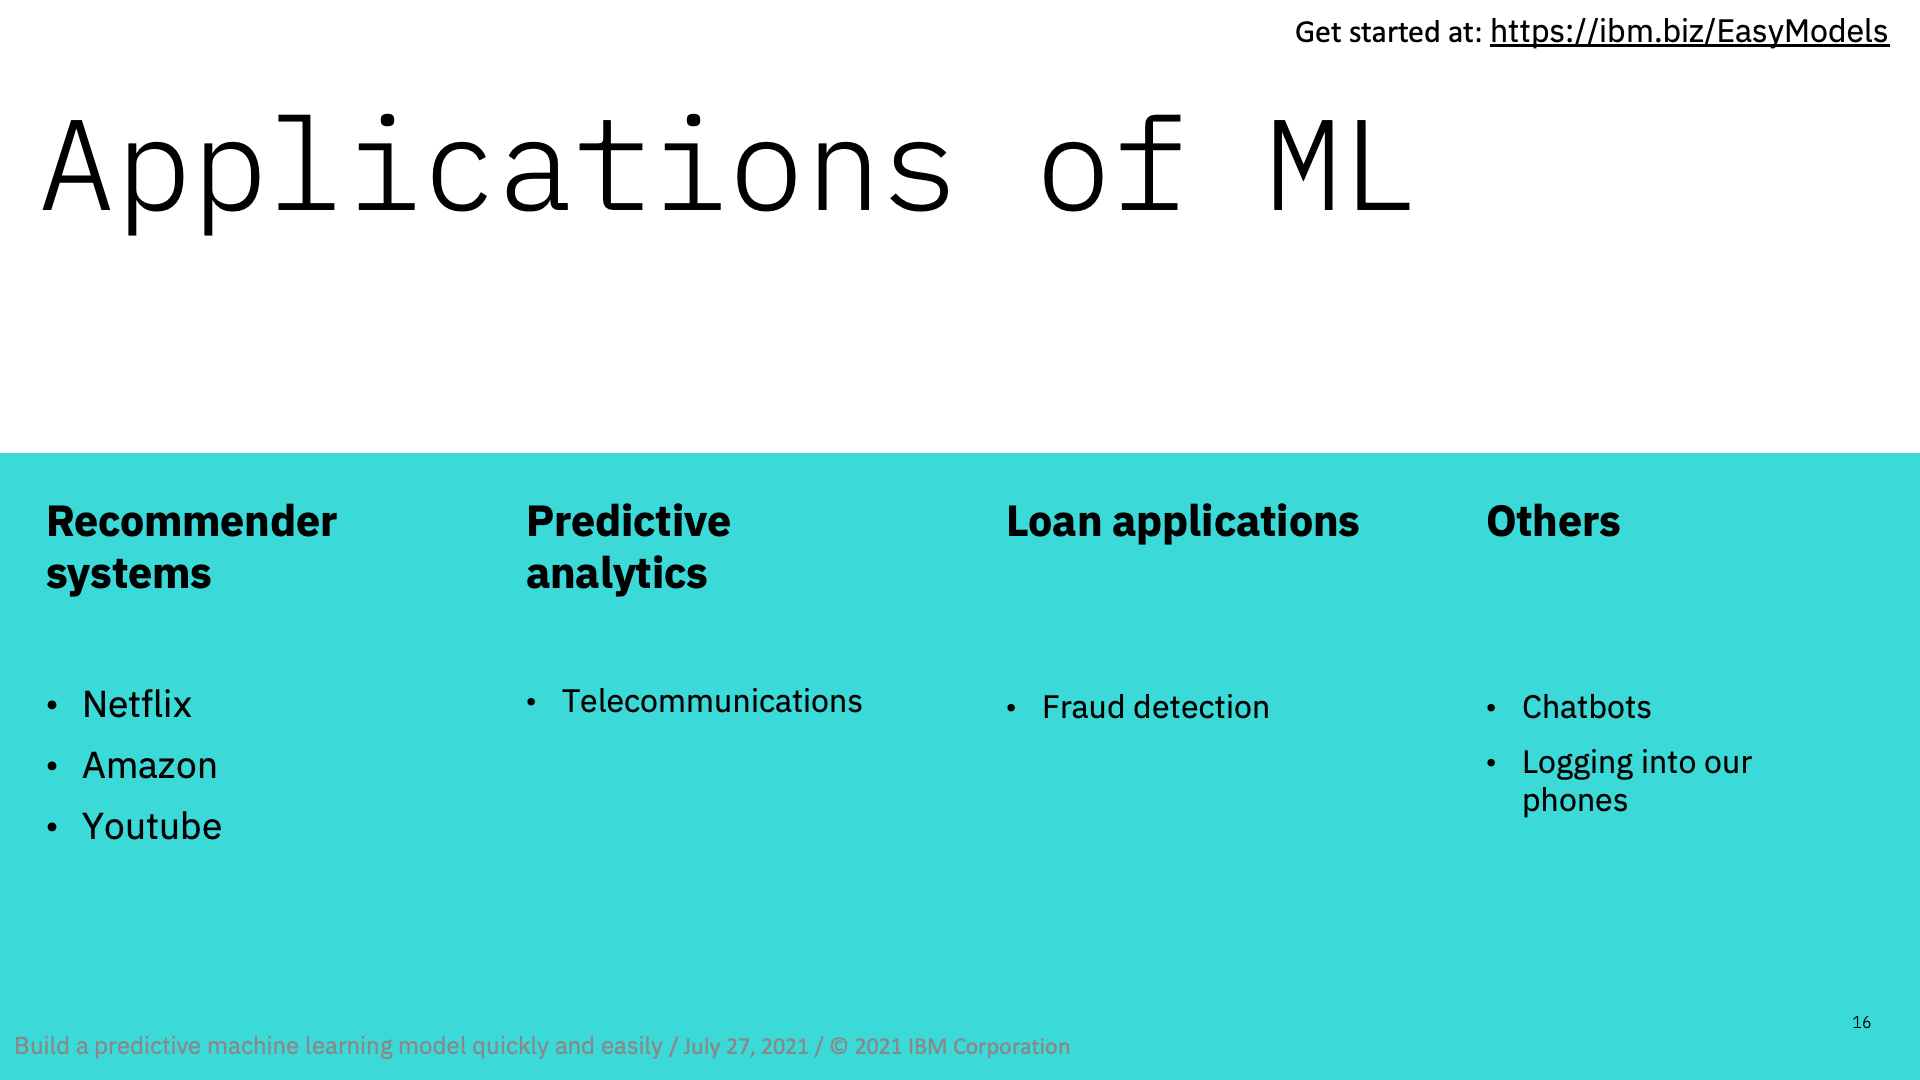 Get started at: https://ibm.biz/EasyModels
Applications of ML
Recommender
systems
• Netflix
• Amazon
• Youtube
Predictive
analytics
• Telecommunications
Loan applications
• Fraud detection
Others
• Chatbots
• Logging into our
phones
16
Build a predictive machine learning model quickly and easily / July 27, 2021 / © 2021 IBM Corporation